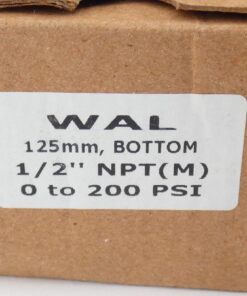 WAL
125mm, BOTTOM
1/2" NPT(M)
0 to 200 PSI